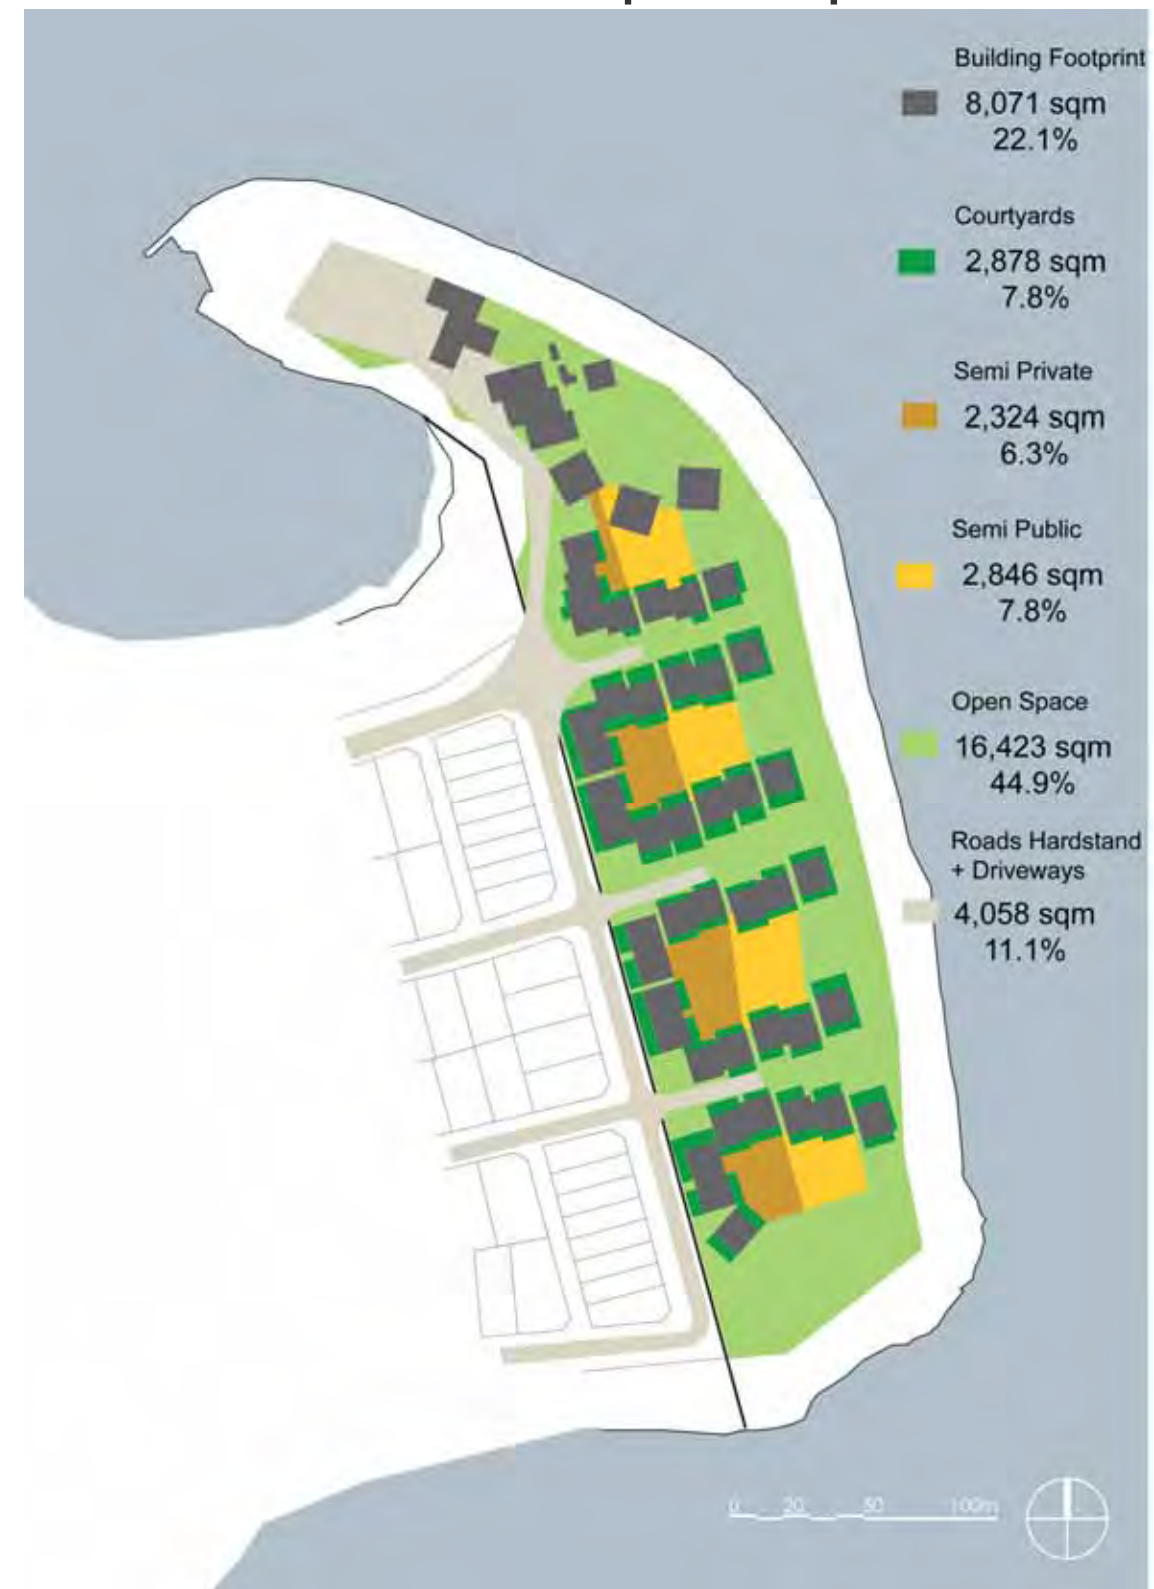 Building Footprint
8,071 sqm
22.1%
Courtyards
2,878 sqm
7.8%
Semi Private
2,324 sqm
6.3%
Semi Public
2,846 sqm
7.8%
Open Space
16,423 sqm
44.9%
Roads Hardstand
+ Driveways
4,058 sqm
11.1%
0 20 50 100m